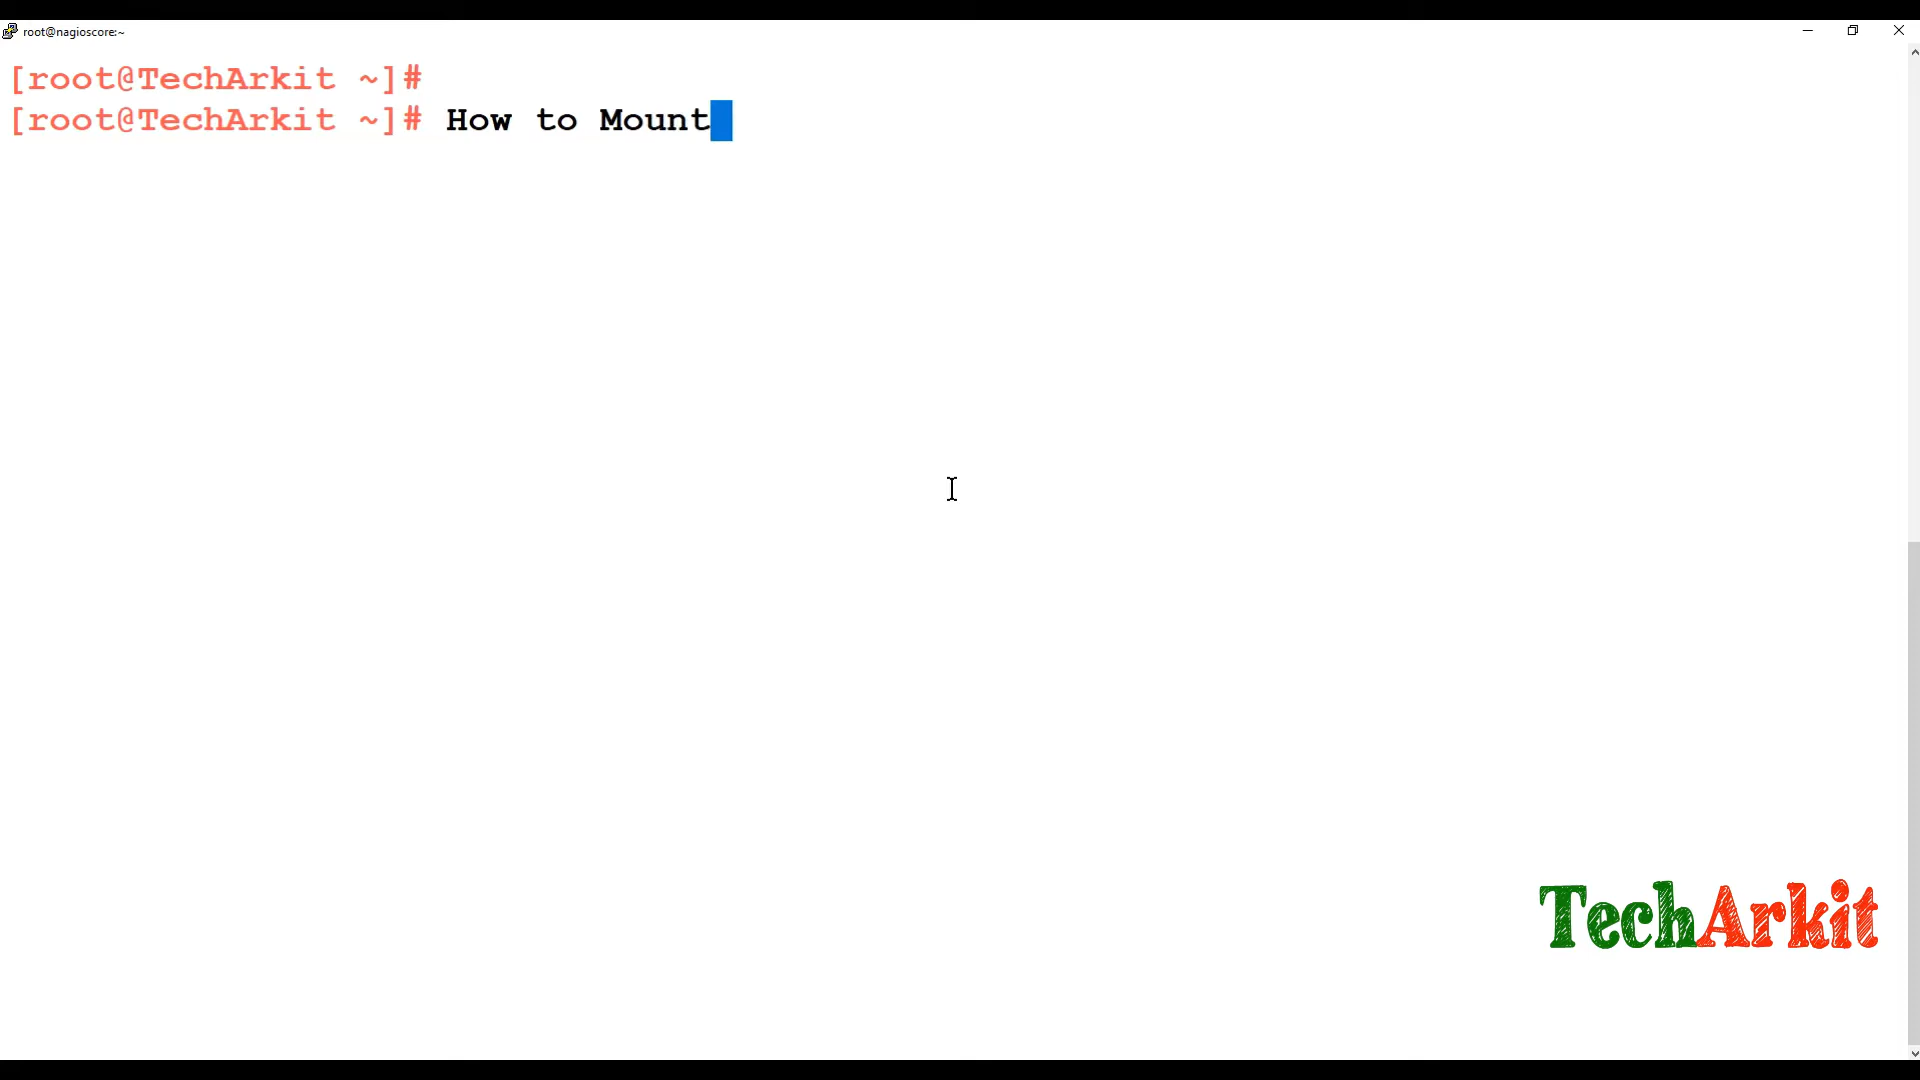 root@nagioscore:~
[root@TechArkit ~]#
[root@TechArkit ~]# How to Mount
TechArkit